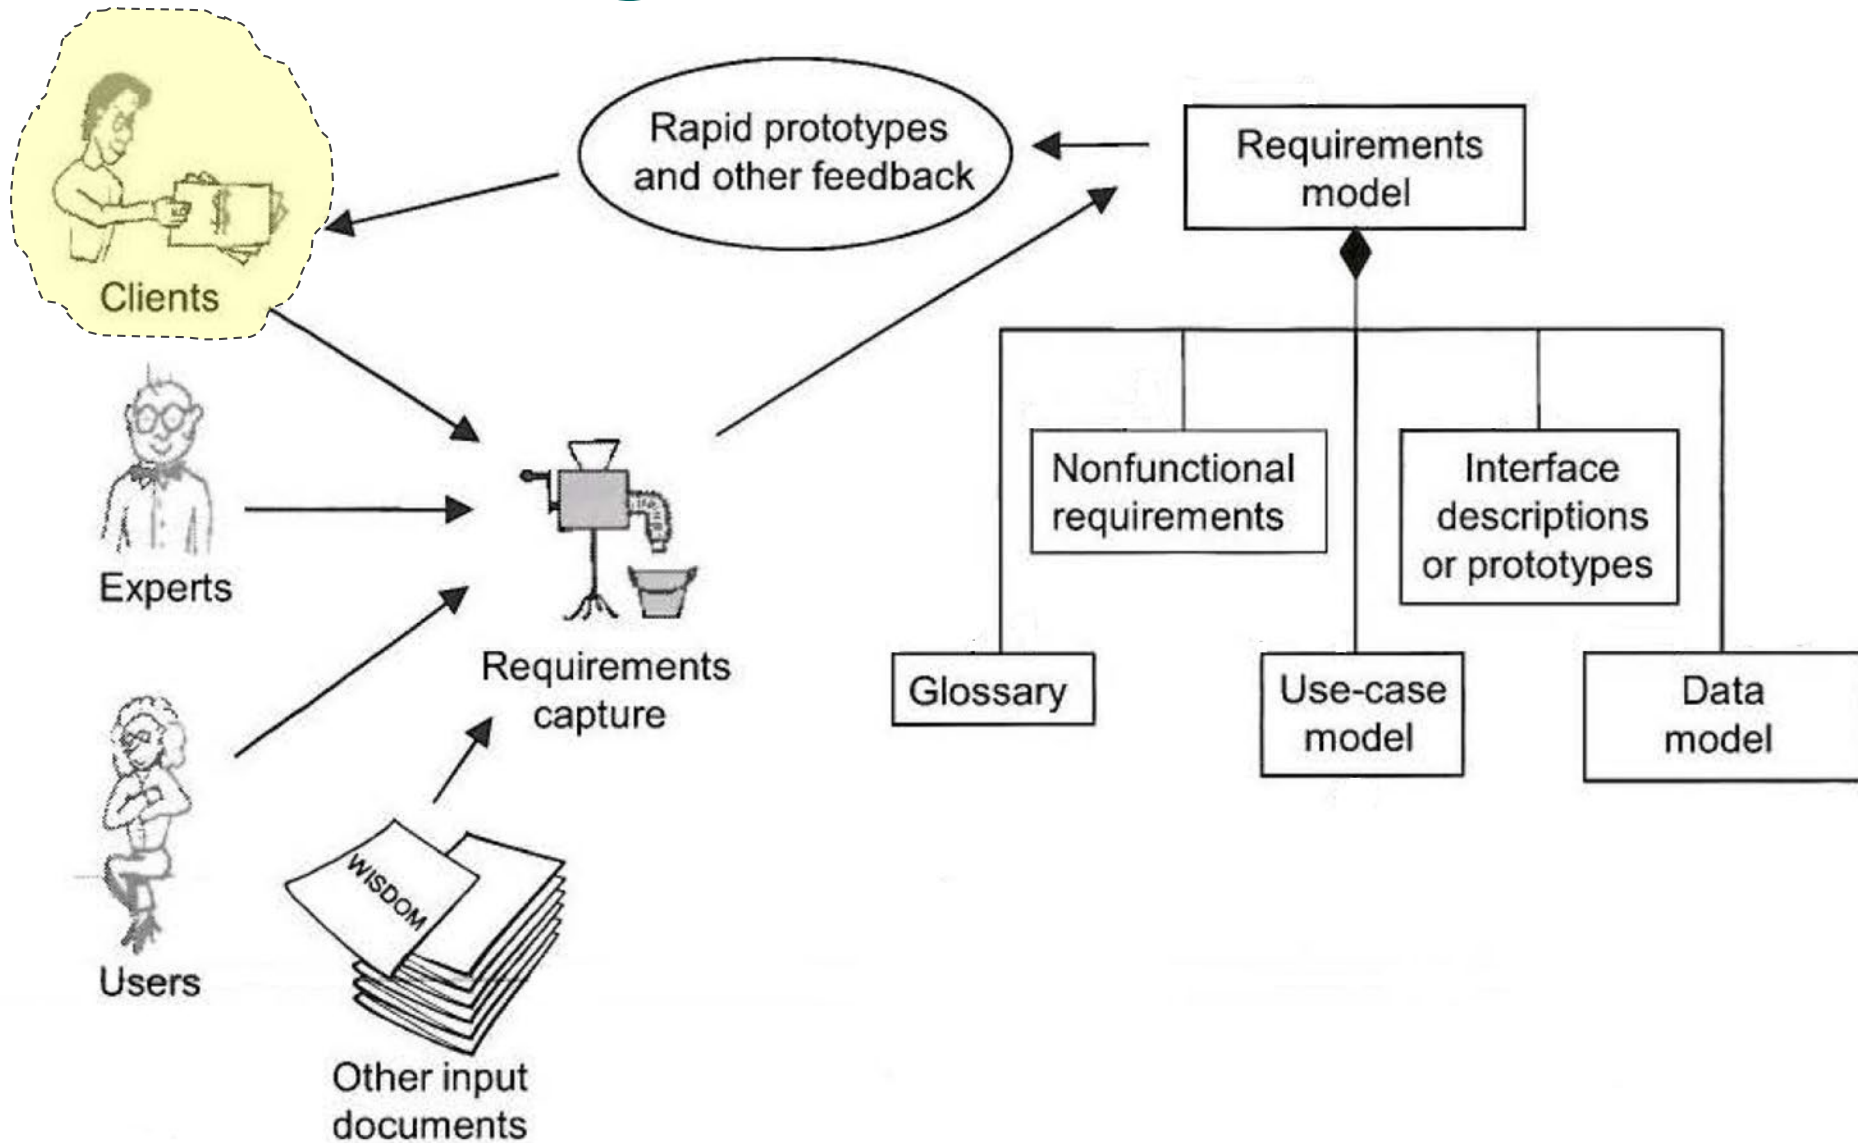 Rapid prototypes
and other feedback
Requirements
model
Clients
Nonfunctional
requirements
Interface
descriptions
or prototypes
Experts
Requirements
capture
Glossary
Use-case
model
Data
model
WISDOM
Users
Other input
documents